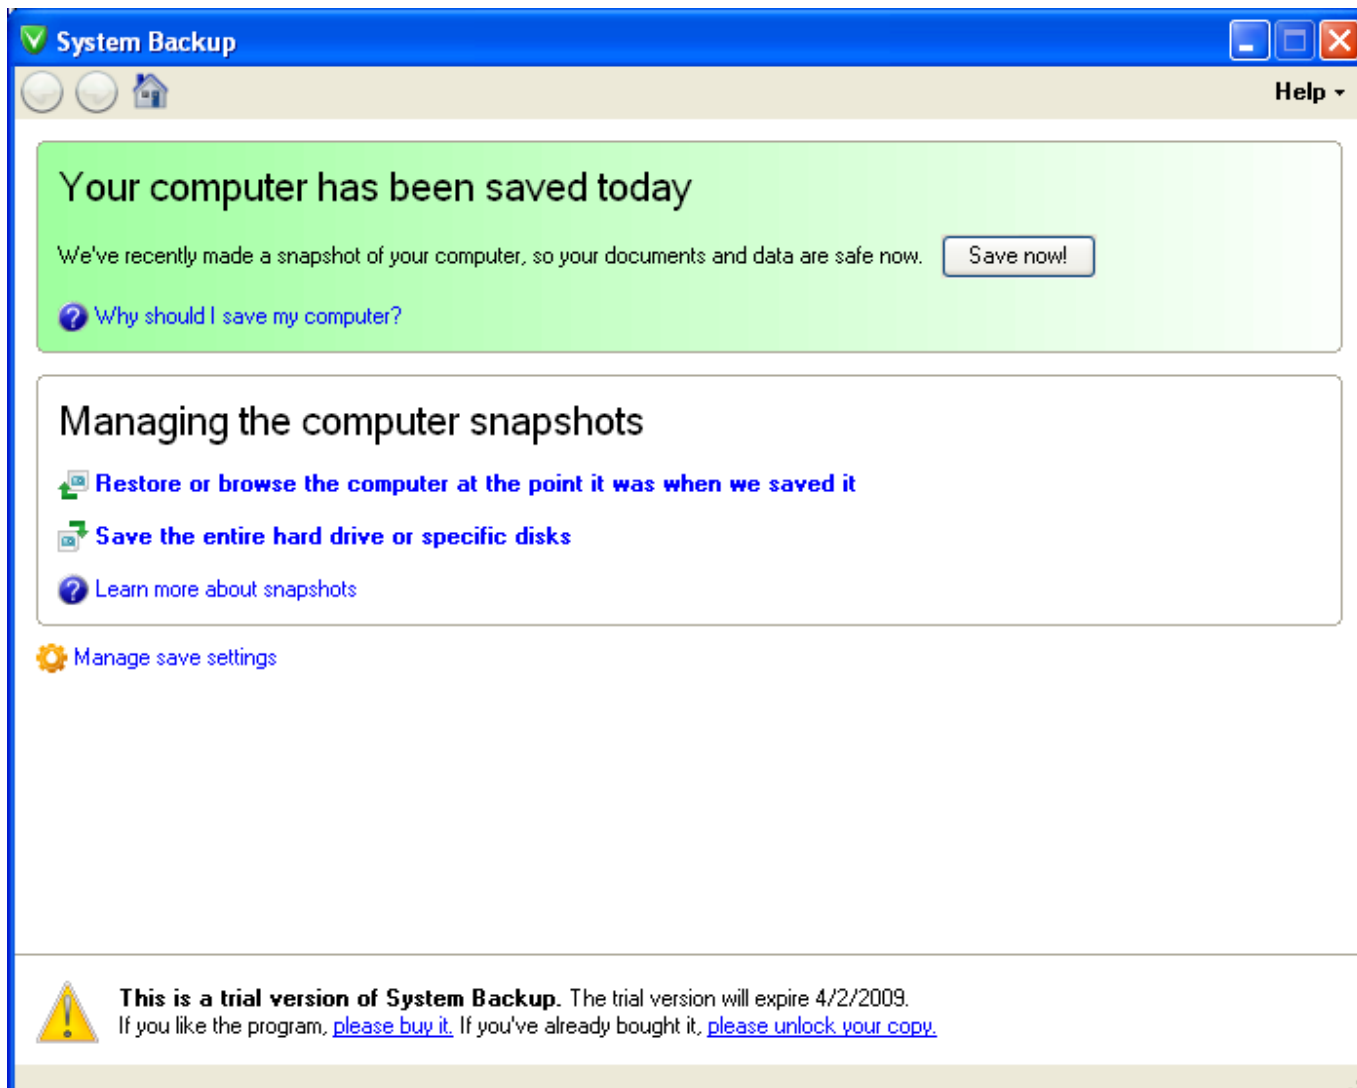 System Backup
Help
Your computer has been saved today
We've recently made a snapshot of your computer, so your documents and data are safe now. Save now!
Why should I save my computer?
Managing the computer snapshots
Restore or browse the computer at the point it was when we saved it
Save the entire hard drive or specific disks
Learn more about snapshots
Manage save settings
This is a trial version of System Backup. The trial version will expire 4/2/2009.
If you like the program, please buy it. If you've already bought it, please unlock your copy.